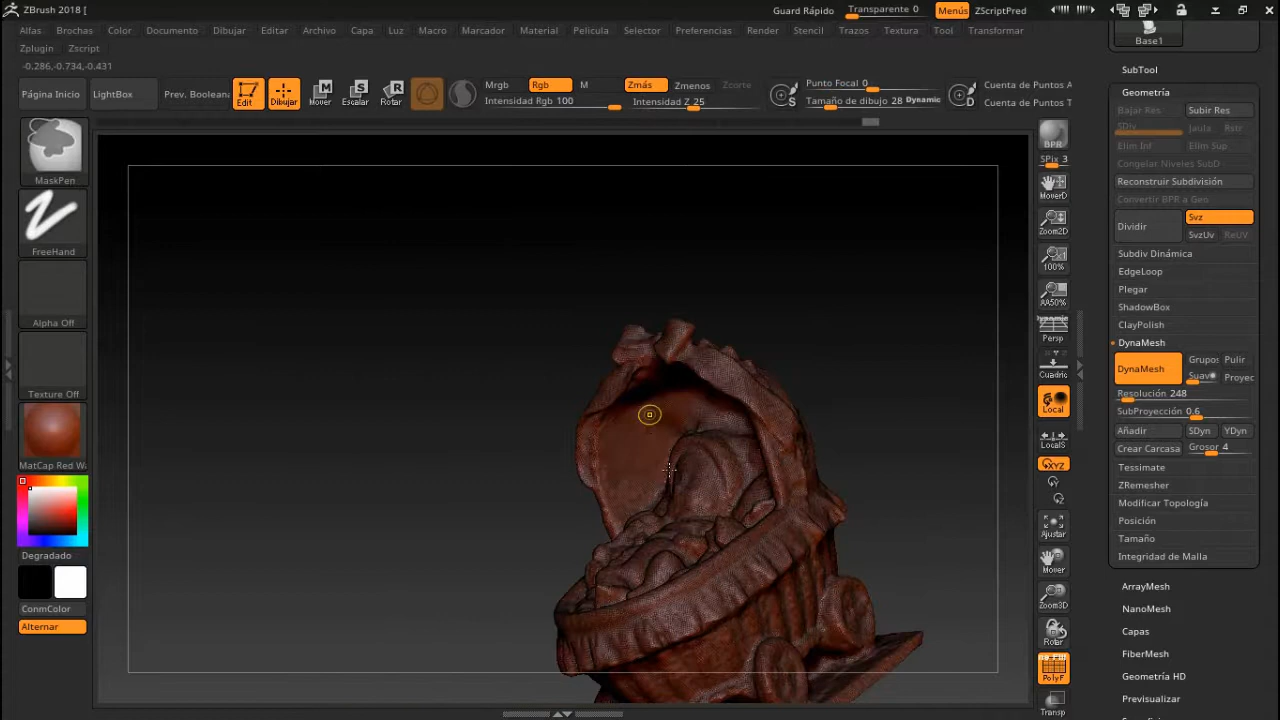 ZBrush 2018 [
Guard Rápido
Transparente 0
Menús
ZScriptPred
Alfas Brochas Color Documento Dibujar Editar Archivo Capa Luz Macro Marcador Material Pelicula Selector Preferencias Render Stencil Trazos Textura Tool Transformar
Zplugin Zscript
-0.286,-0.734,-0.431
Página Inicio LightBox Prev. Boolean
Edit Dibujar Mover Escalar Rotar
Mrgb Rgb M
Intensidad Rgb 100
Zmás Zmenos Zcorte
Intensidad Z 25
S
Punto Focal 0
Tamaño de dibujo 28 Dynamic
D
Cuenta de Puntos A
Cuenta de Puntos T
MaskPen
FreeHand
Alpha Off
Texture Off
MatCap Red W
Degradado
ConmColor
Alternar
BPR
SPix 3
MoverD
Zoom2D
100%
AA50%
Dynamic
Persp
Cuadric
Local
LocalS
XYZ
Y
Z
Ajustar
Mover
Zoom3D
Rotar
PolyF
Transp
Base1
SubTool
Geometría
Bajar Res Subir Res
SDiv Jaula Rstr
Elim Inf Elim Sup
Congelar Niveles SubD
Reconstruir Subdivisión
Convertir BPR a Geo
Dividir
Svz
SvzUv ReUV
Subdiv Dinámica
EdgeLoop
Plegar
ShadowBox
ClayPolish
DynaMesh
DynaMesh
Grupos Pulir
Suav Proyec
Resolución 248
SubProyección 0.6
Añadir SDyn YDyn
Crear Carcasa Grosor 4
Tessimate
ZRemesher
Modificar Topología
Posición
Tamaño
Integridad de Malla
ArrayMesh
NanoMesh
Capas
FiberMesh
Geometría HD
Previsualizar